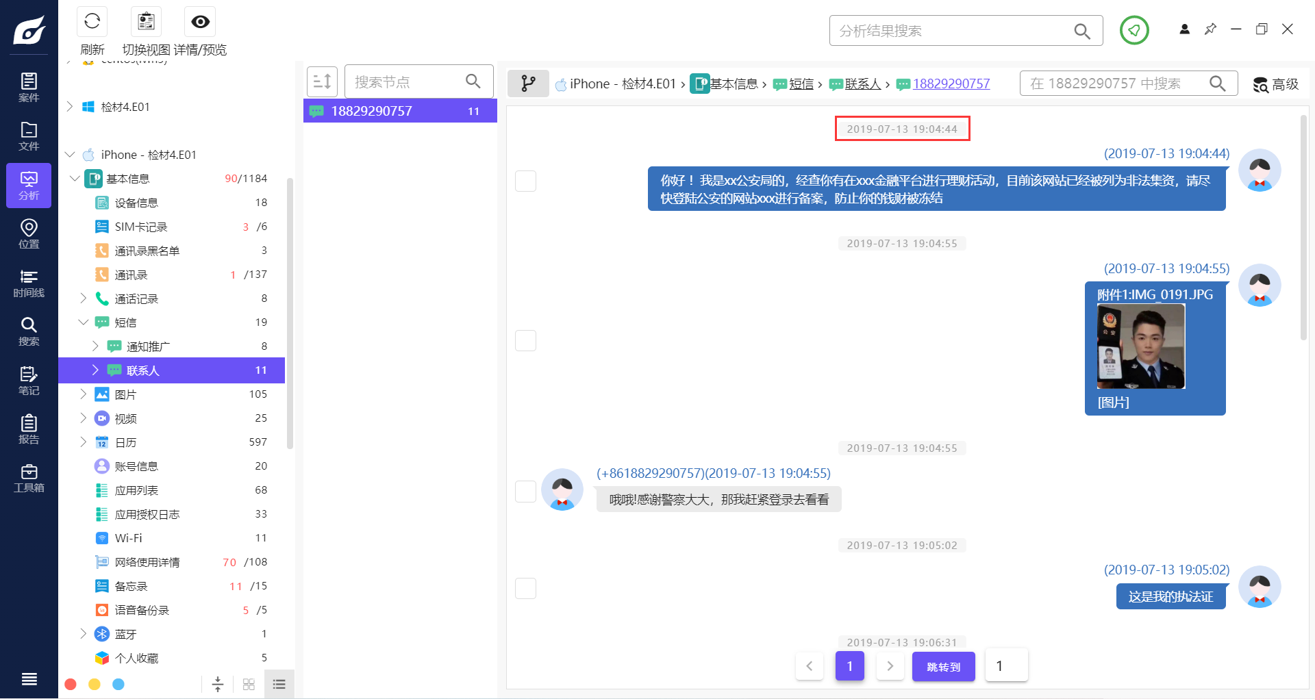 刷新
切换视图
详情/预览
分析结果搜索
案件
文件
分析
位置
时间线
搜索
笔记
报告
工具箱
检材4.E01
iPhone - 检材4.E01
基本信息 90/1184
设备信息 18
SIM卡记录 3 /6
通讯录黑名单 3
通讯录 1 /137
通话记录 8
短信 19
通知推广 8
联系人 11
图片 105
视频 25
日历 597
账号信息 20
应用列表 68
应用授权日志 33
Wi-Fi 11
网络使用详情 70 /108
备忘录 11 /15
语音备份录 5 /5
蓝牙 1
个人收藏 5
搜索节点
18829290757 11
iPhone - 检材4.E01 › 基本信息 › 短信 › 联系人 › 18829290757
在 18829290757 中搜索
高级
2019-07-13 19:04:44
(2019-07-13 19:04:44)
你好！ 我是xx公安局的，经查你有在xxx金融平台进行理财活动，目前该网站已经被列为非法集资，请尽
快登陆公安的网站xxx进行备案，防止你的钱财被冻结
2019-07-13 19:04:55
(2019-07-13 19:04:55)
附件1:IMG_0191.JPG
[图片]
2019-07-13 19:04:55
(+8618829290757)(2019-07-13 19:04:55)
哦哦!感谢警察大大，那我赶紧登录去看看
2019-07-13 19:05:02
(2019-07-13 19:05:02)
这是我的执法证
2019-07-13 19:06:31
1
跳转到
1